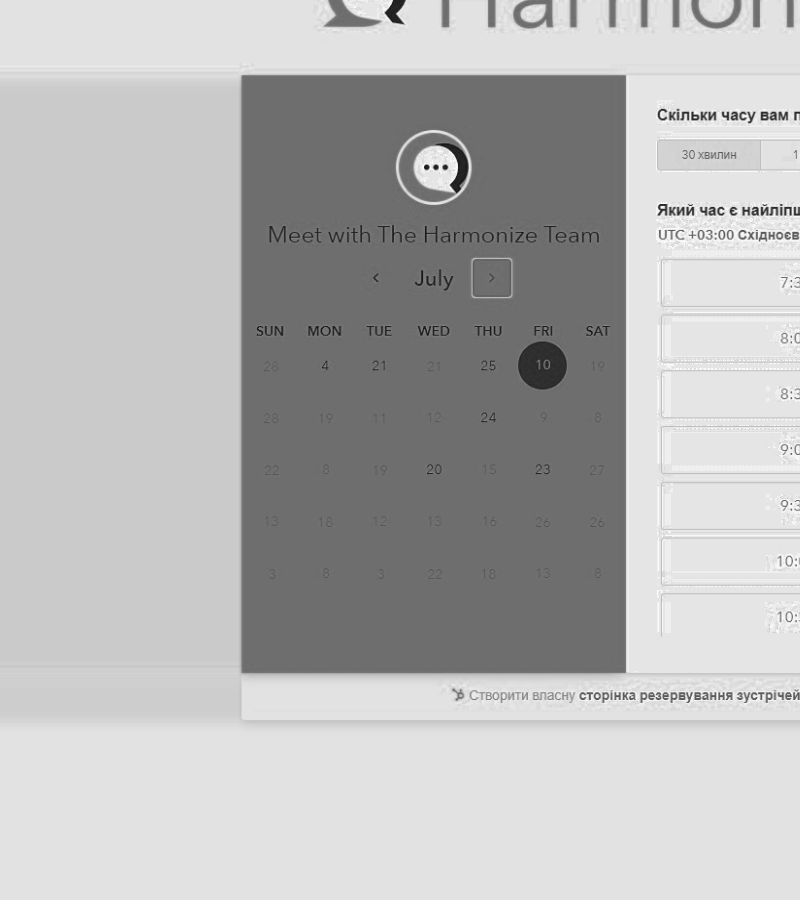 Harmon
Meet with The Harmonize Team
July
SUN MON TUE WED THU FRI SAT
28 4 21 21 25 10 19
28 19 11 12 24 9 8
22 8 19 20 15 23 27
13 18 12 13 16 26 26
3 8 3 22 18 13 8
Скільки часу вам п
30 хвилин 1
Який час є найліпш
UTC +03:00 Східноєв
7:3
8:0
8:3
9:0
9:3
10:
10:
Створити власну сторінка резервування зустрічей